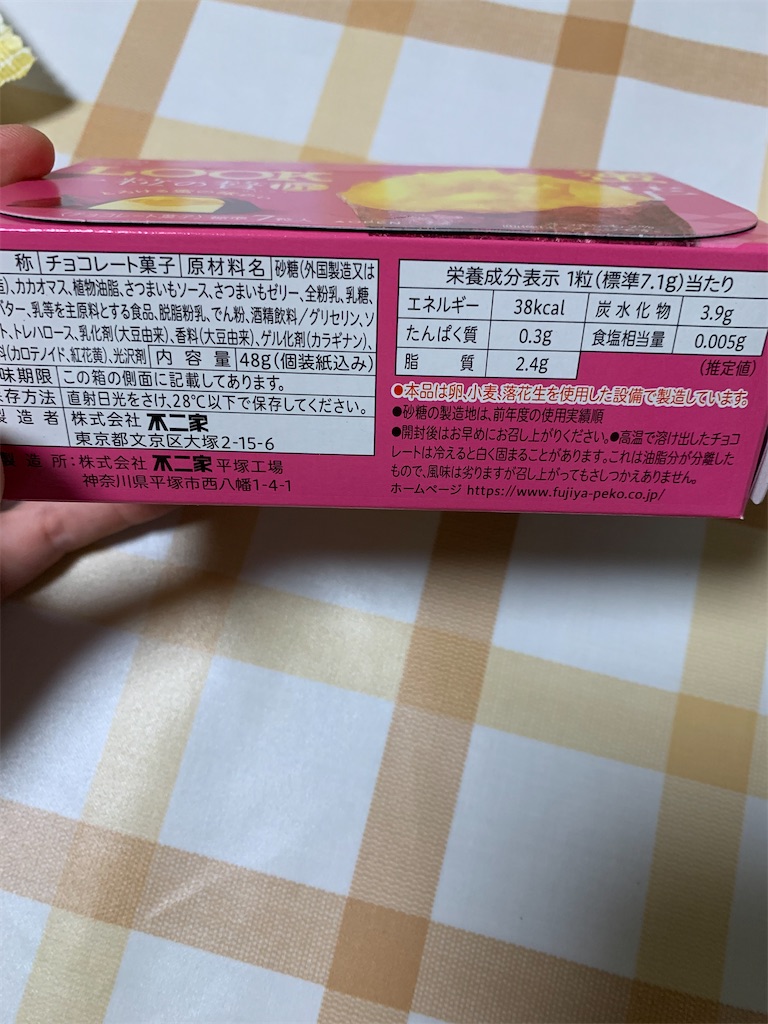 LOOK
称 チョコレート菓子 原材料名 砂糖(外国製造又は
、カカオマス、植物油脂、さつまいもソース、さつまいもゼリー、全粉乳、乳糖、
バター、乳等を主原料とする食品、脱脂粉乳、でん粉、酒精飲料/グリセリン、ソ
ト、トレハロース、乳化剤(大豆由来)、香料(大豆由来)、ゲル化剤(カラギナン)、
料(カロテノイド、紅花黄)、光沢剤 内容量 48g(個装紙込み)
味期限 この箱の側面に記載してあります。
存方法 直射日光をさけ、28℃以下で保存してください。
製造者 株式会社 不二家
東京都文京区大塚2-15-6
製造所:株式会社 不二家 平塚工場
神奈川県平塚市西八幡1-4-1
栄養成分表示 1粒(標準7.1g)当たり
エネルギー 38kcal 炭水化物 3.9g
たんぱく質 0.3g 食塩相当量 0.005g
脂質 2.4g (推定値)
●本品は卵、小麦、落花生を使用した設備で製造しています。
●砂糖の製造地は、前年度の使用実績順
●開封後はお早めにお召し上がりください。●高温で溶け出したチョコ
レートは冷えると白く固まることがあります。これは油脂分が分離した
もので、風味は劣りますが召し上がってもさしつかえありません。
ホームページ https://www.fujiya-peko.co.jp/